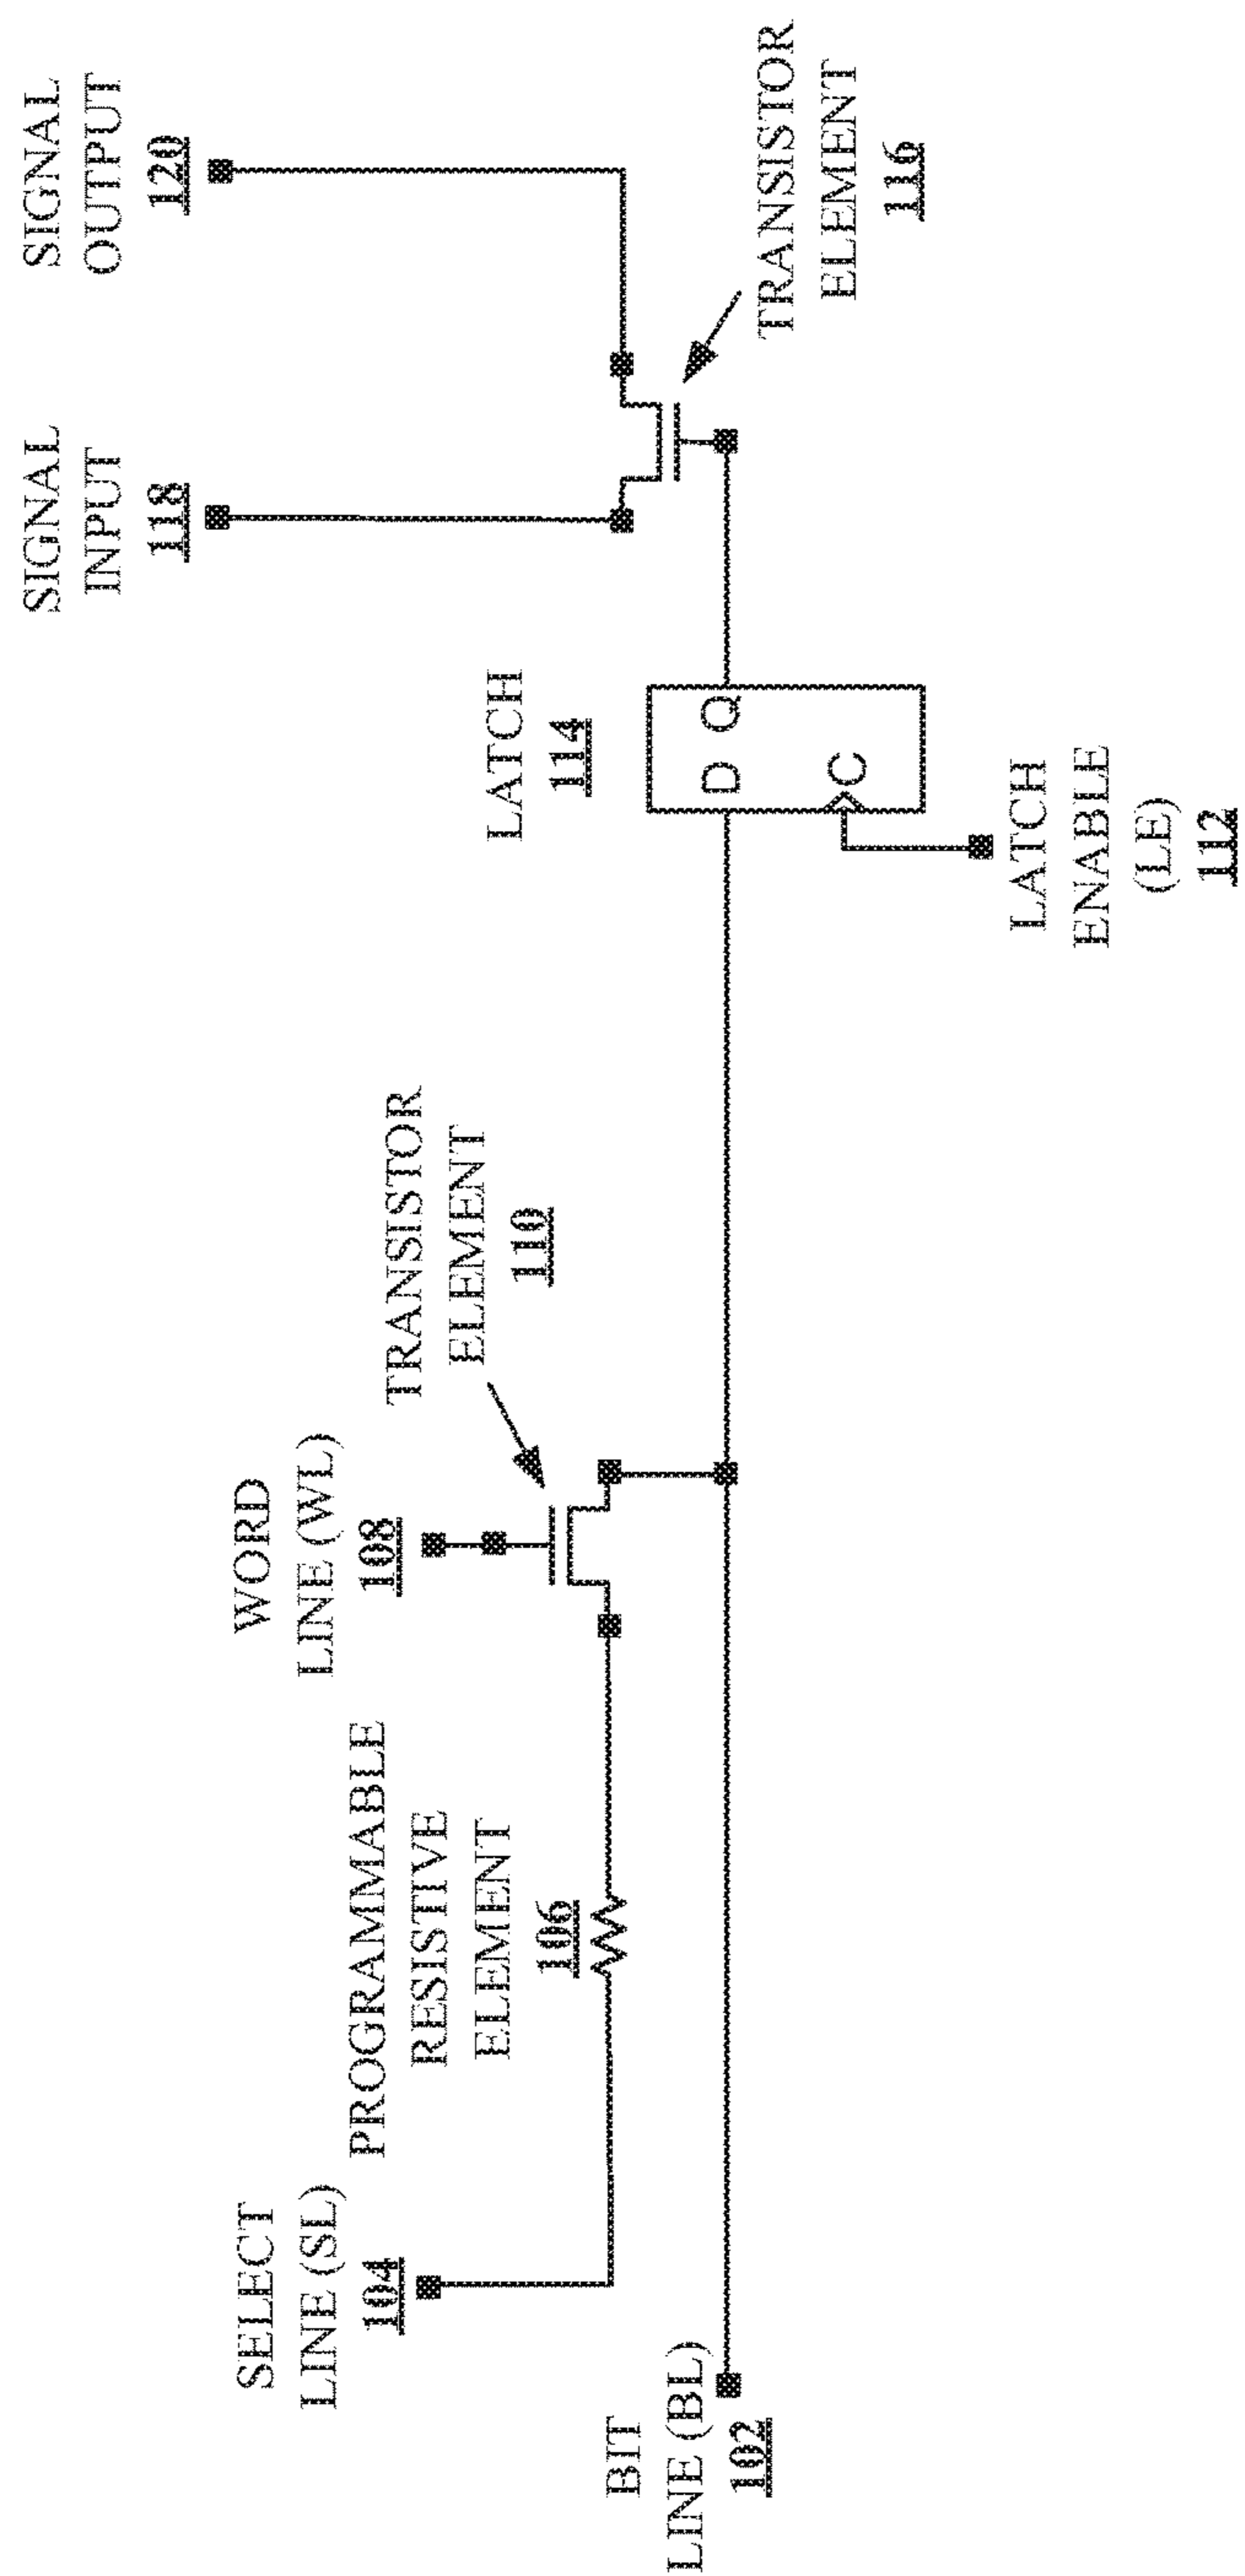 BIT
LINE (BL)
102
SELECT
LINE (SL)
104
PROGRAMMABLE
RESISTIVE
ELEMENT
106
WORD
LINE (WL)
108
TRANSISTOR
ELEMENT
110
LATCH
114
D Q
C
LATCH
ENABLE
(LE)
112
SIGNAL
INPUT
118
SIGNAL
OUTPUT
120
TRANSISTOR
ELEMENT
116